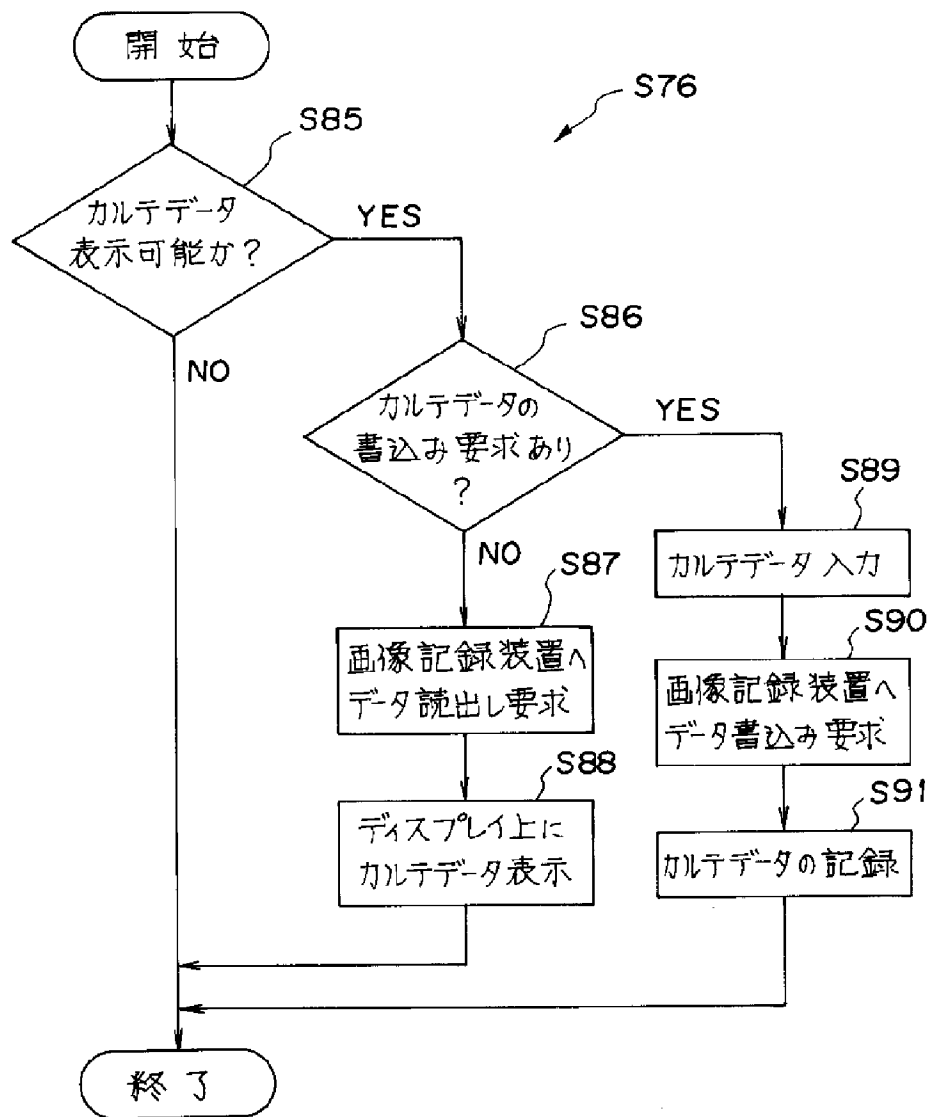 開始
S76
S85
カルテデータ
表示可能か?
YES
NO
S86
カルテデータの
書込み要求あり
?
YES
NO
S87
画像記録装置へ
データ読出し要求
S88
ディスプレイ上に
カルテデータ表示
S89
カルテデータ入力
S90
画像記録装置へ
データ書込み要求
S91
カルテデータの記録
終了